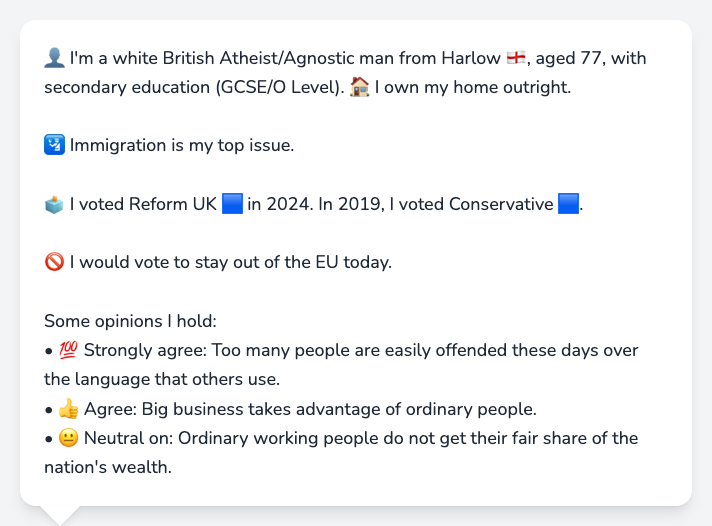 👤 I'm a white British Atheist/Agnostic man from Harlow 🏴󠁧󠁢󠁥󠁮󠁧󠁿, aged 77, with
secondary education (GCSE/O Level). 🏠 I own my home outright.
🛂 Immigration is my top issue.
🗳️ I voted Reform UK 🟦 in 2024. In 2019, I voted Conservative 🟦.
🚫 I would vote to stay out of the EU today.
Some opinions I hold:
• 💯 Strongly agree: Too many people are easily offended these days over
the language that others use.
• 👍 Agree: Big business takes advantage of ordinary people.
• 😐 Neutral on: Ordinary working people do not get their fair share of the
nation's wealth.